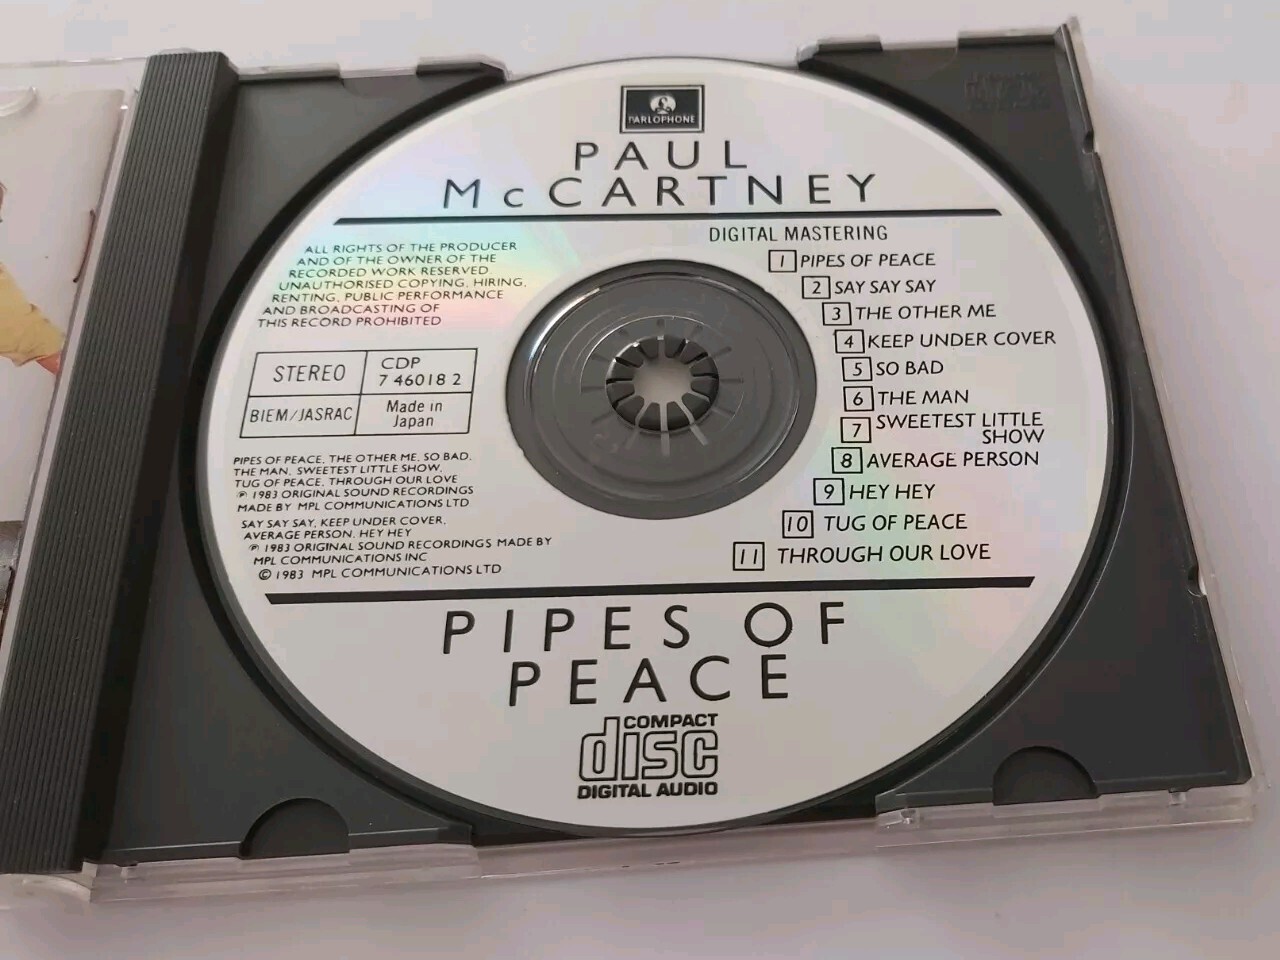 PARLOPHONE
PAUL
McCARTNEY
ALL RIGHTS OF THE PRODUCER
AND OF THE OWNER OF THE
RECORDED WORK RESERVED.
UNAUTHORISED COPYING, HIRING,
RENTING, PUBLIC PERFORMANCE
AND BROADCASTING OF
THIS RECORD PROHIBITED
STEREO
CDP
7 46018 2
BIEM/JASRAC
Made in
Japan
PIPES OF PEACE, THE OTHER ME, SO BAD,
THE MAN, SWEETEST LITTLE SHOW,
TUG OF PEACE, THROUGH OUR LOVE
℗ 1983 ORIGINAL SOUND RECORDINGS
MADE BY MPL COMMUNICATIONS LTD
SAY SAY SAY, KEEP UNDER COVER,
AVERAGE PERSON, HEY HEY
℗ 1983 ORIGINAL SOUND RECORDINGS MADE BY
MPL COMMUNICATIONS INC
© 1983 MPL COMMUNICATIONS LTD
DIGITAL MASTERING
1 PIPES OF PEACE
2 SAY SAY SAY
3 THE OTHER ME
4 KEEP UNDER COVER
5 SO BAD
6 THE MAN
7 SWEETEST LITTLE
SHOW
8 AVERAGE PERSON
9 HEY HEY
10 TUG OF PEACE
11 THROUGH OUR LOVE
PIPES OF
PEACE
COMPACT
disc
DIGITAL AUDIO